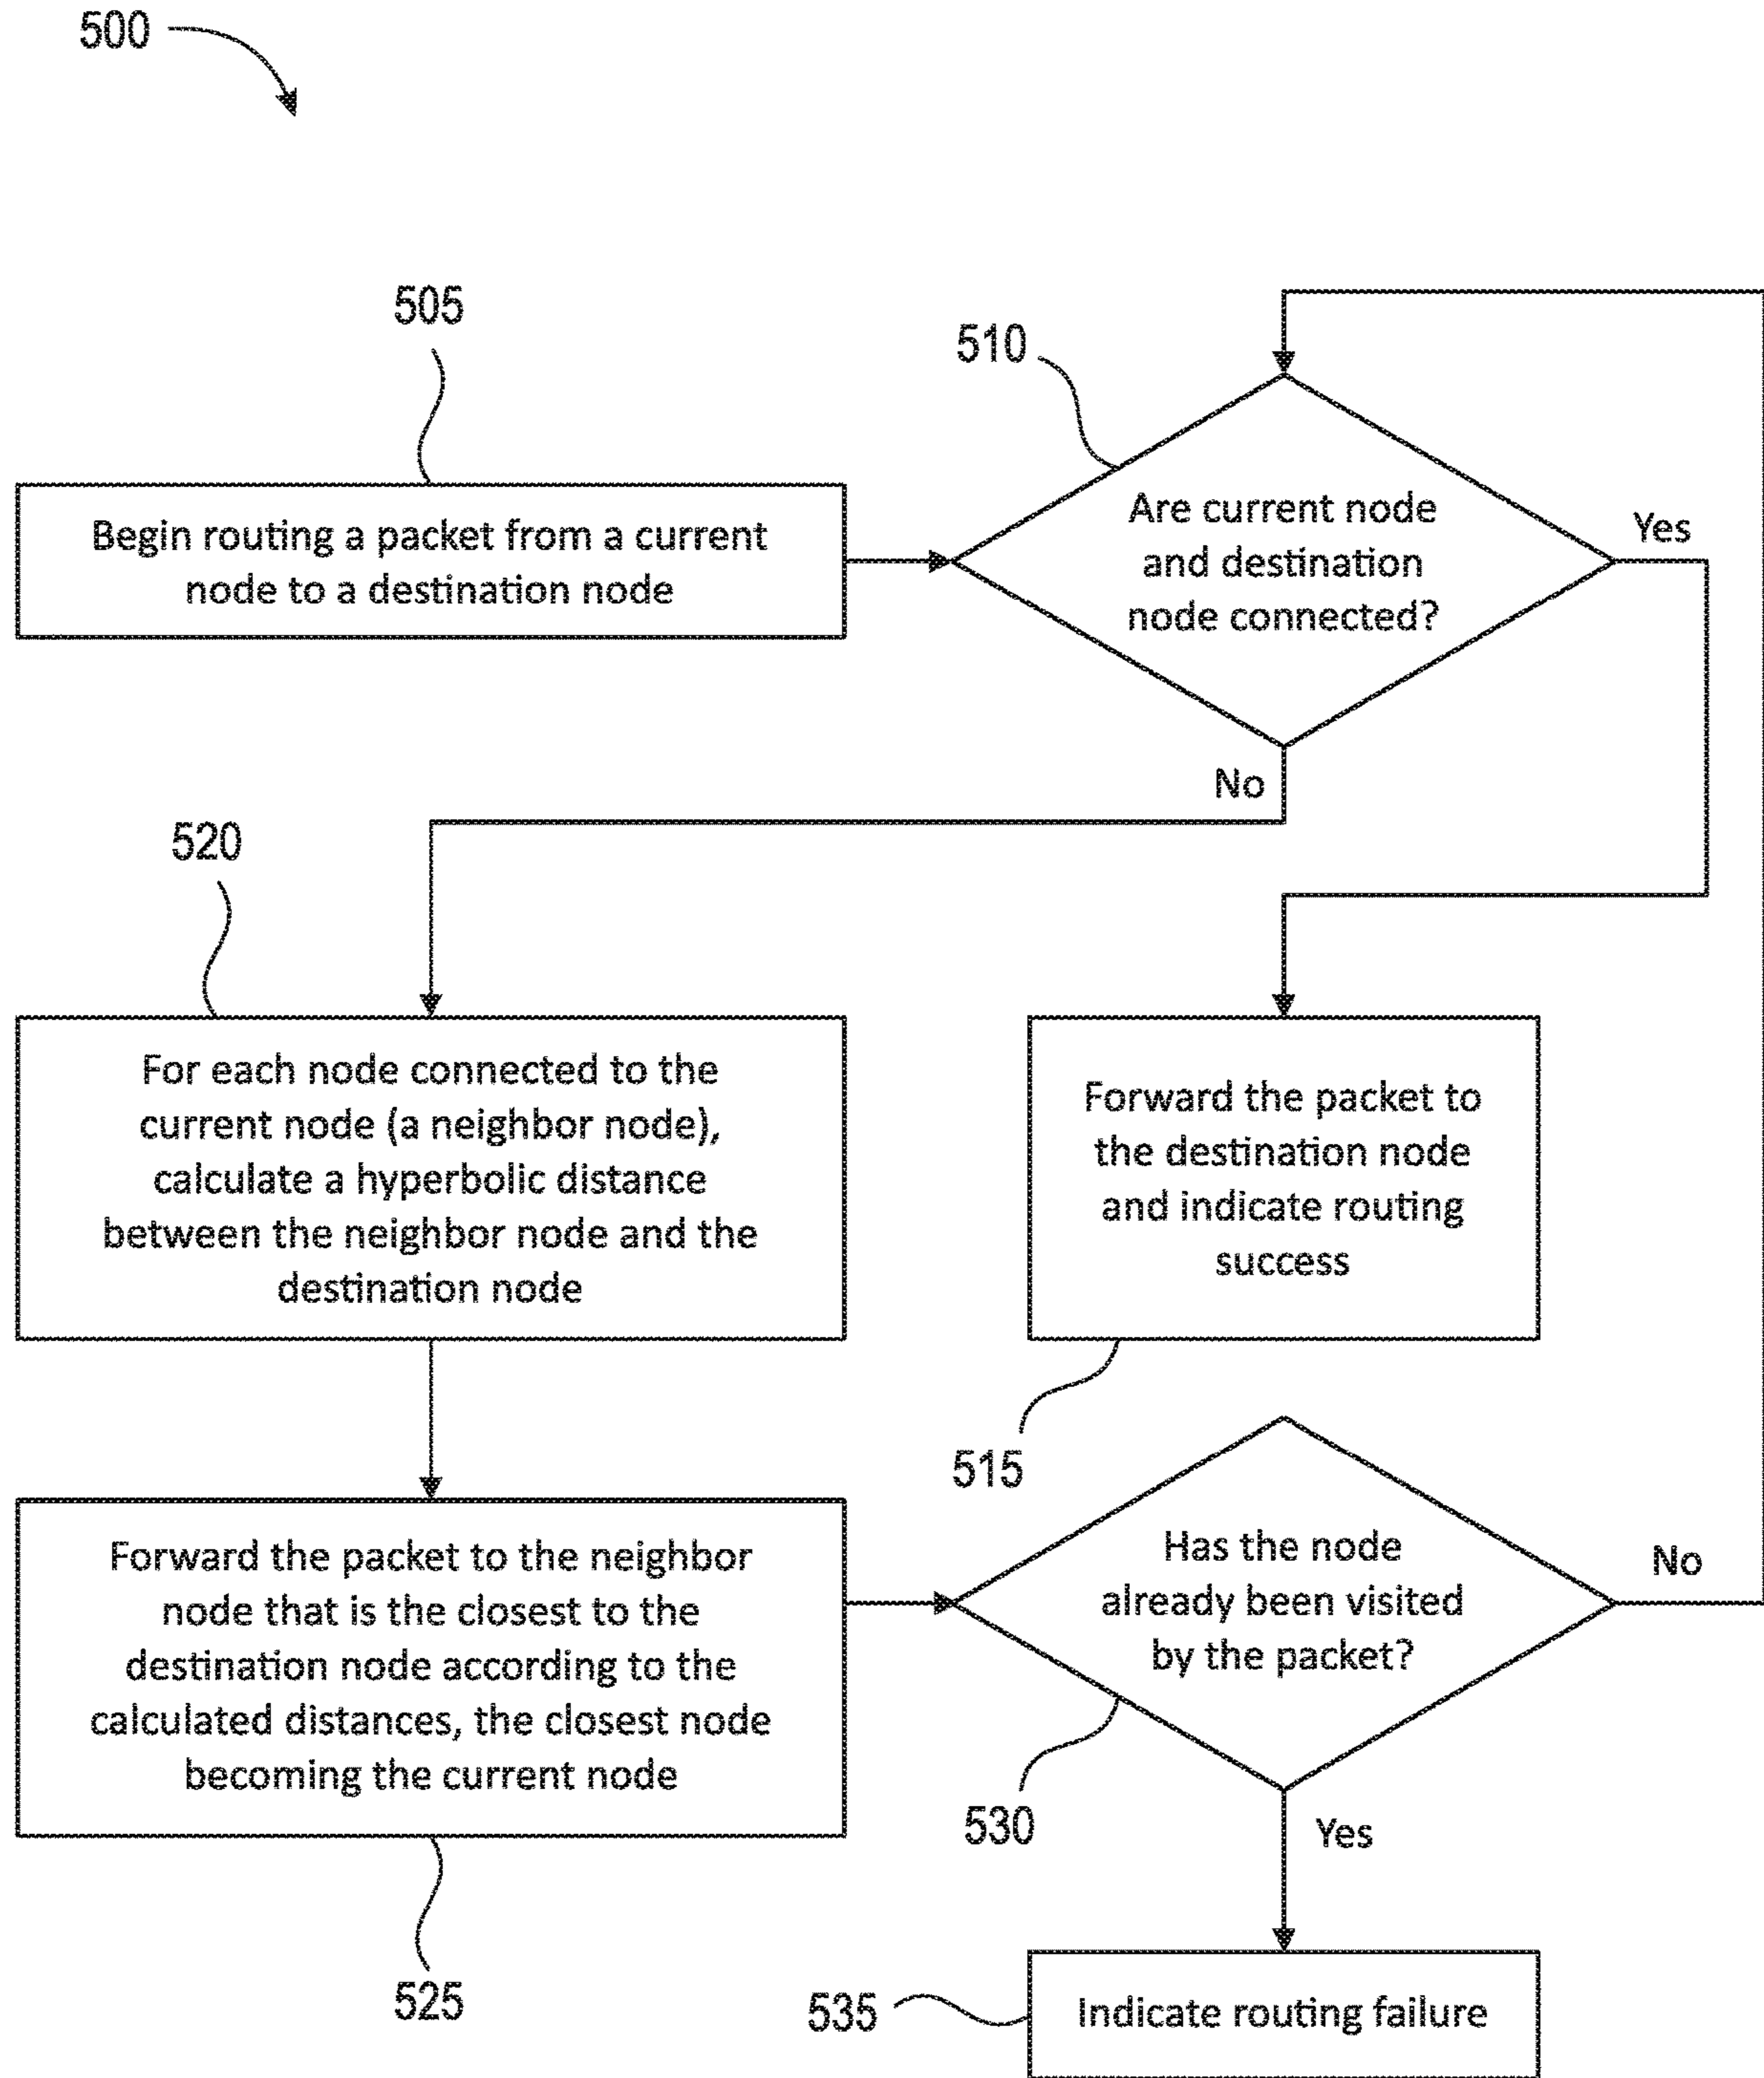 500
505
510
Begin routing a packet from a current
node to a destination node
Are current node
and destination
node connected?
Yes
No
520
For each node connected to the
current node (a neighbor node),
calculate a hyperbolic distance
between the neighbor node and the
destination node
Forward the packet to
the destination node
and indicate routing
success
515
Forward the packet to the neighbor
node that is the closest to the
destination node according to the
calculated distances, the closest node
becoming the current node
Has the node
already been visited
by the packet?
No
530
Yes
525
535
Indicate routing failure